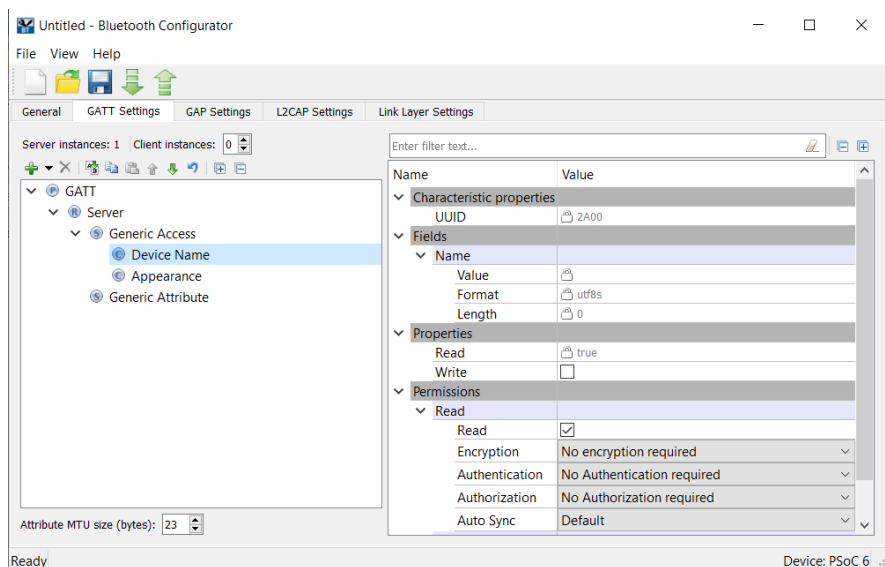 Untitled - Bluetooth Configurator
File View Help
General GATT Settings GAP Settings L2CAP Settings Link Layer Settings
Server instances: 1 Client instances: 0
Enter filter text...
Name Value
GATT
Server
Generic Access
Device Name
Appearance
Generic Attribute
Characteristic properties
UUID 2A00
Fields
Name
Value
Format utf8s
Length 0
Properties
Read true
Write
Permissions
Read
Read
Encryption No encryption required
Authentication No Authentication required
Authorization No Authorization required
Auto Sync Default
Attribute MTU size (bytes): 23
Ready Device: PSoC 6